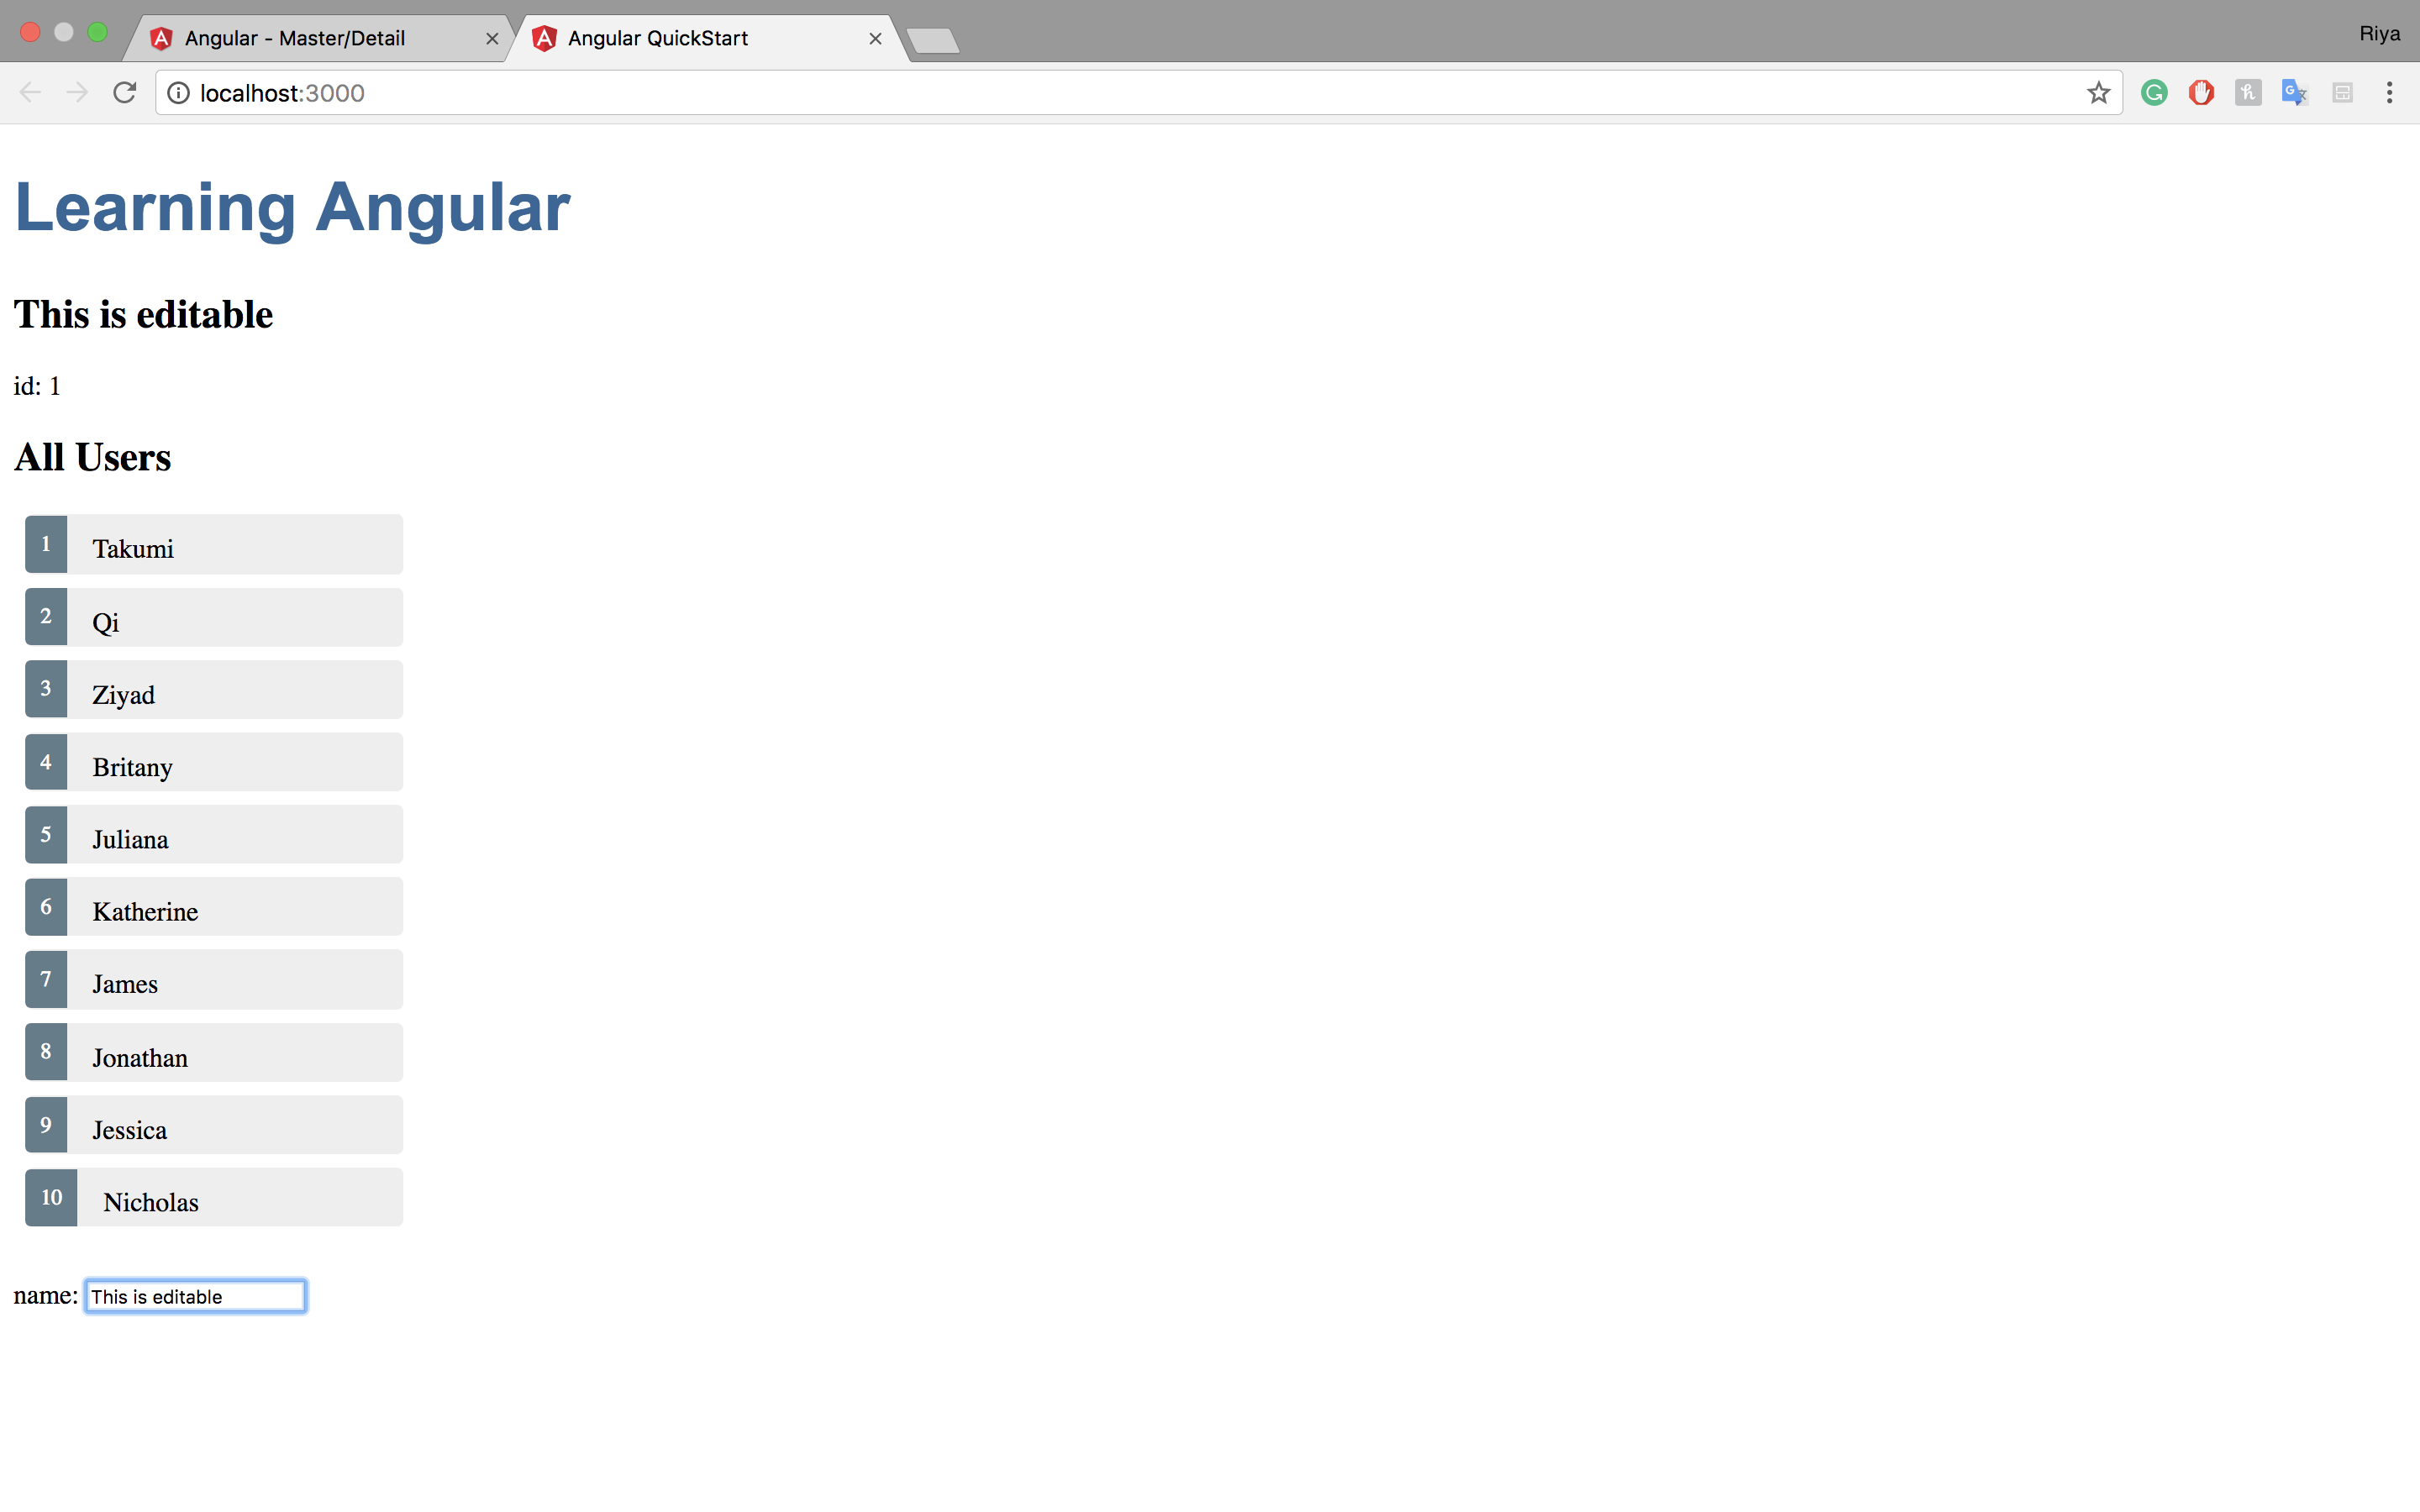 Angular - Master/Detail
Angular QuickStart
Riya
localhost:3000
Learning Angular
This is editable
id: 1
All Users
1 Takumi
2 Qi
3 Ziyad
4 Britany
5 Juliana
6 Katherine
7 James
8 Jonathan
9 Jessica
10 Nicholas
name: This is editable